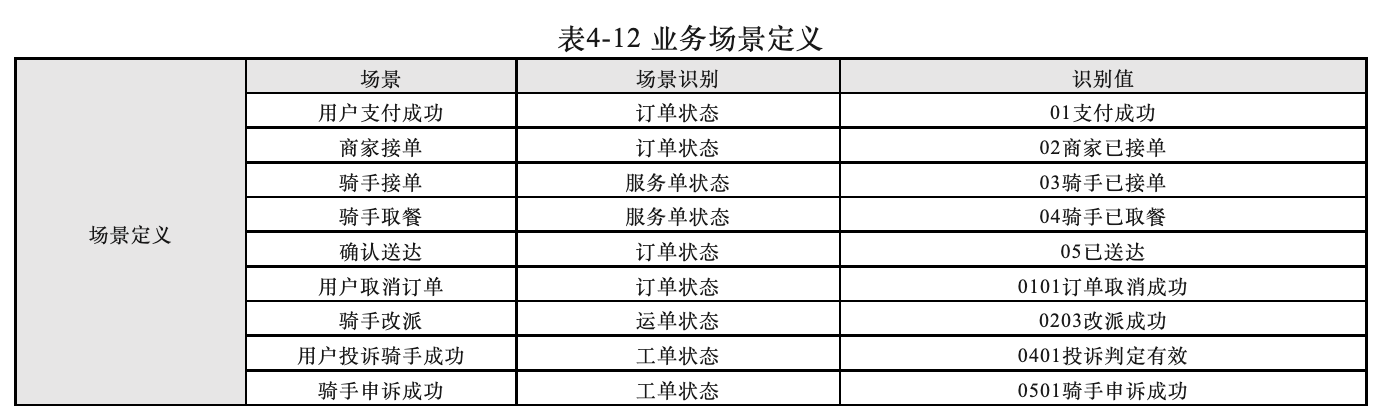 表4-12 业务场景定义
场景 场景识别 识别值
用户支付成功 订单状态 01支付成功
商家接单 订单状态 02商家已接单
骑手接单 服务单状态 03骑手已接单
骑手取餐 服务单状态 04骑手已取餐
场景定义
确认送达 订单状态 05已送达
用户取消订单 订单状态 0101订单取消成功
骑手改派 运单状态 0203改派成功
用户投诉骑手成功 工单状态 0401投诉判定有效
骑手申诉成功 工单状态 0501骑手申诉成功